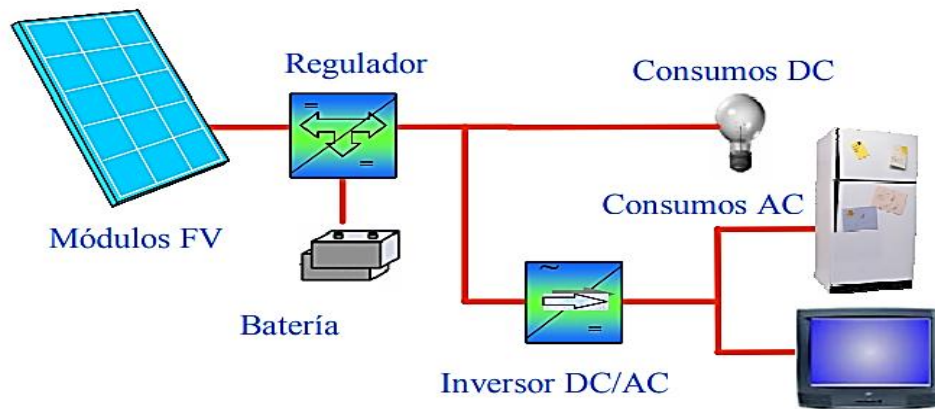 Regulador
Consumos DC
Módulos FV
Consumos AC
Batería
Inversor DC/AC